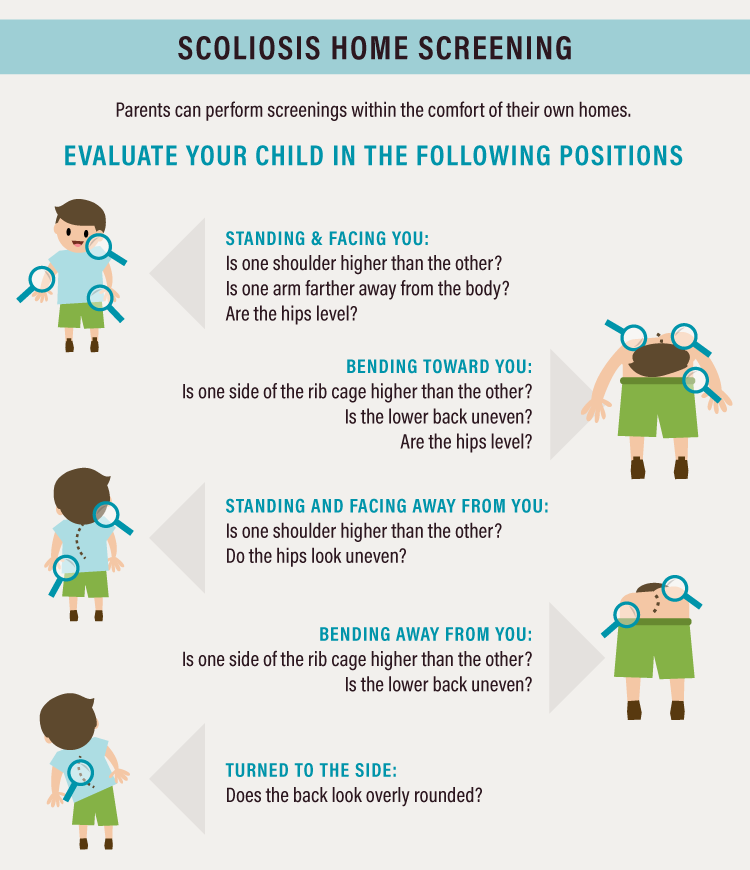 SCOLIOSIS HOME SCREENING
Parents can perform screenings within the comfort of their own homes.
EVALUATE YOUR CHILD IN THE FOLLOWING POSITIONS
STANDING & FACING YOU:
Is one shoulder higher than the other?
Is one arm farther away from the body?
Are the hips level?
BENDING TOWARD YOU:
Is one side of the rib cage higher than the other?
Is the lower back uneven?
Are the hips level?
STANDING AND FACING AWAY FROM YOU:
Is one shoulder higher than the other?
Do the hips look uneven?
BENDING AWAY FROM YOU:
Is one side of the rib cage higher than the other?
Is the lower back uneven?
TURNED TO THE SIDE:
Does the back look overly rounded?